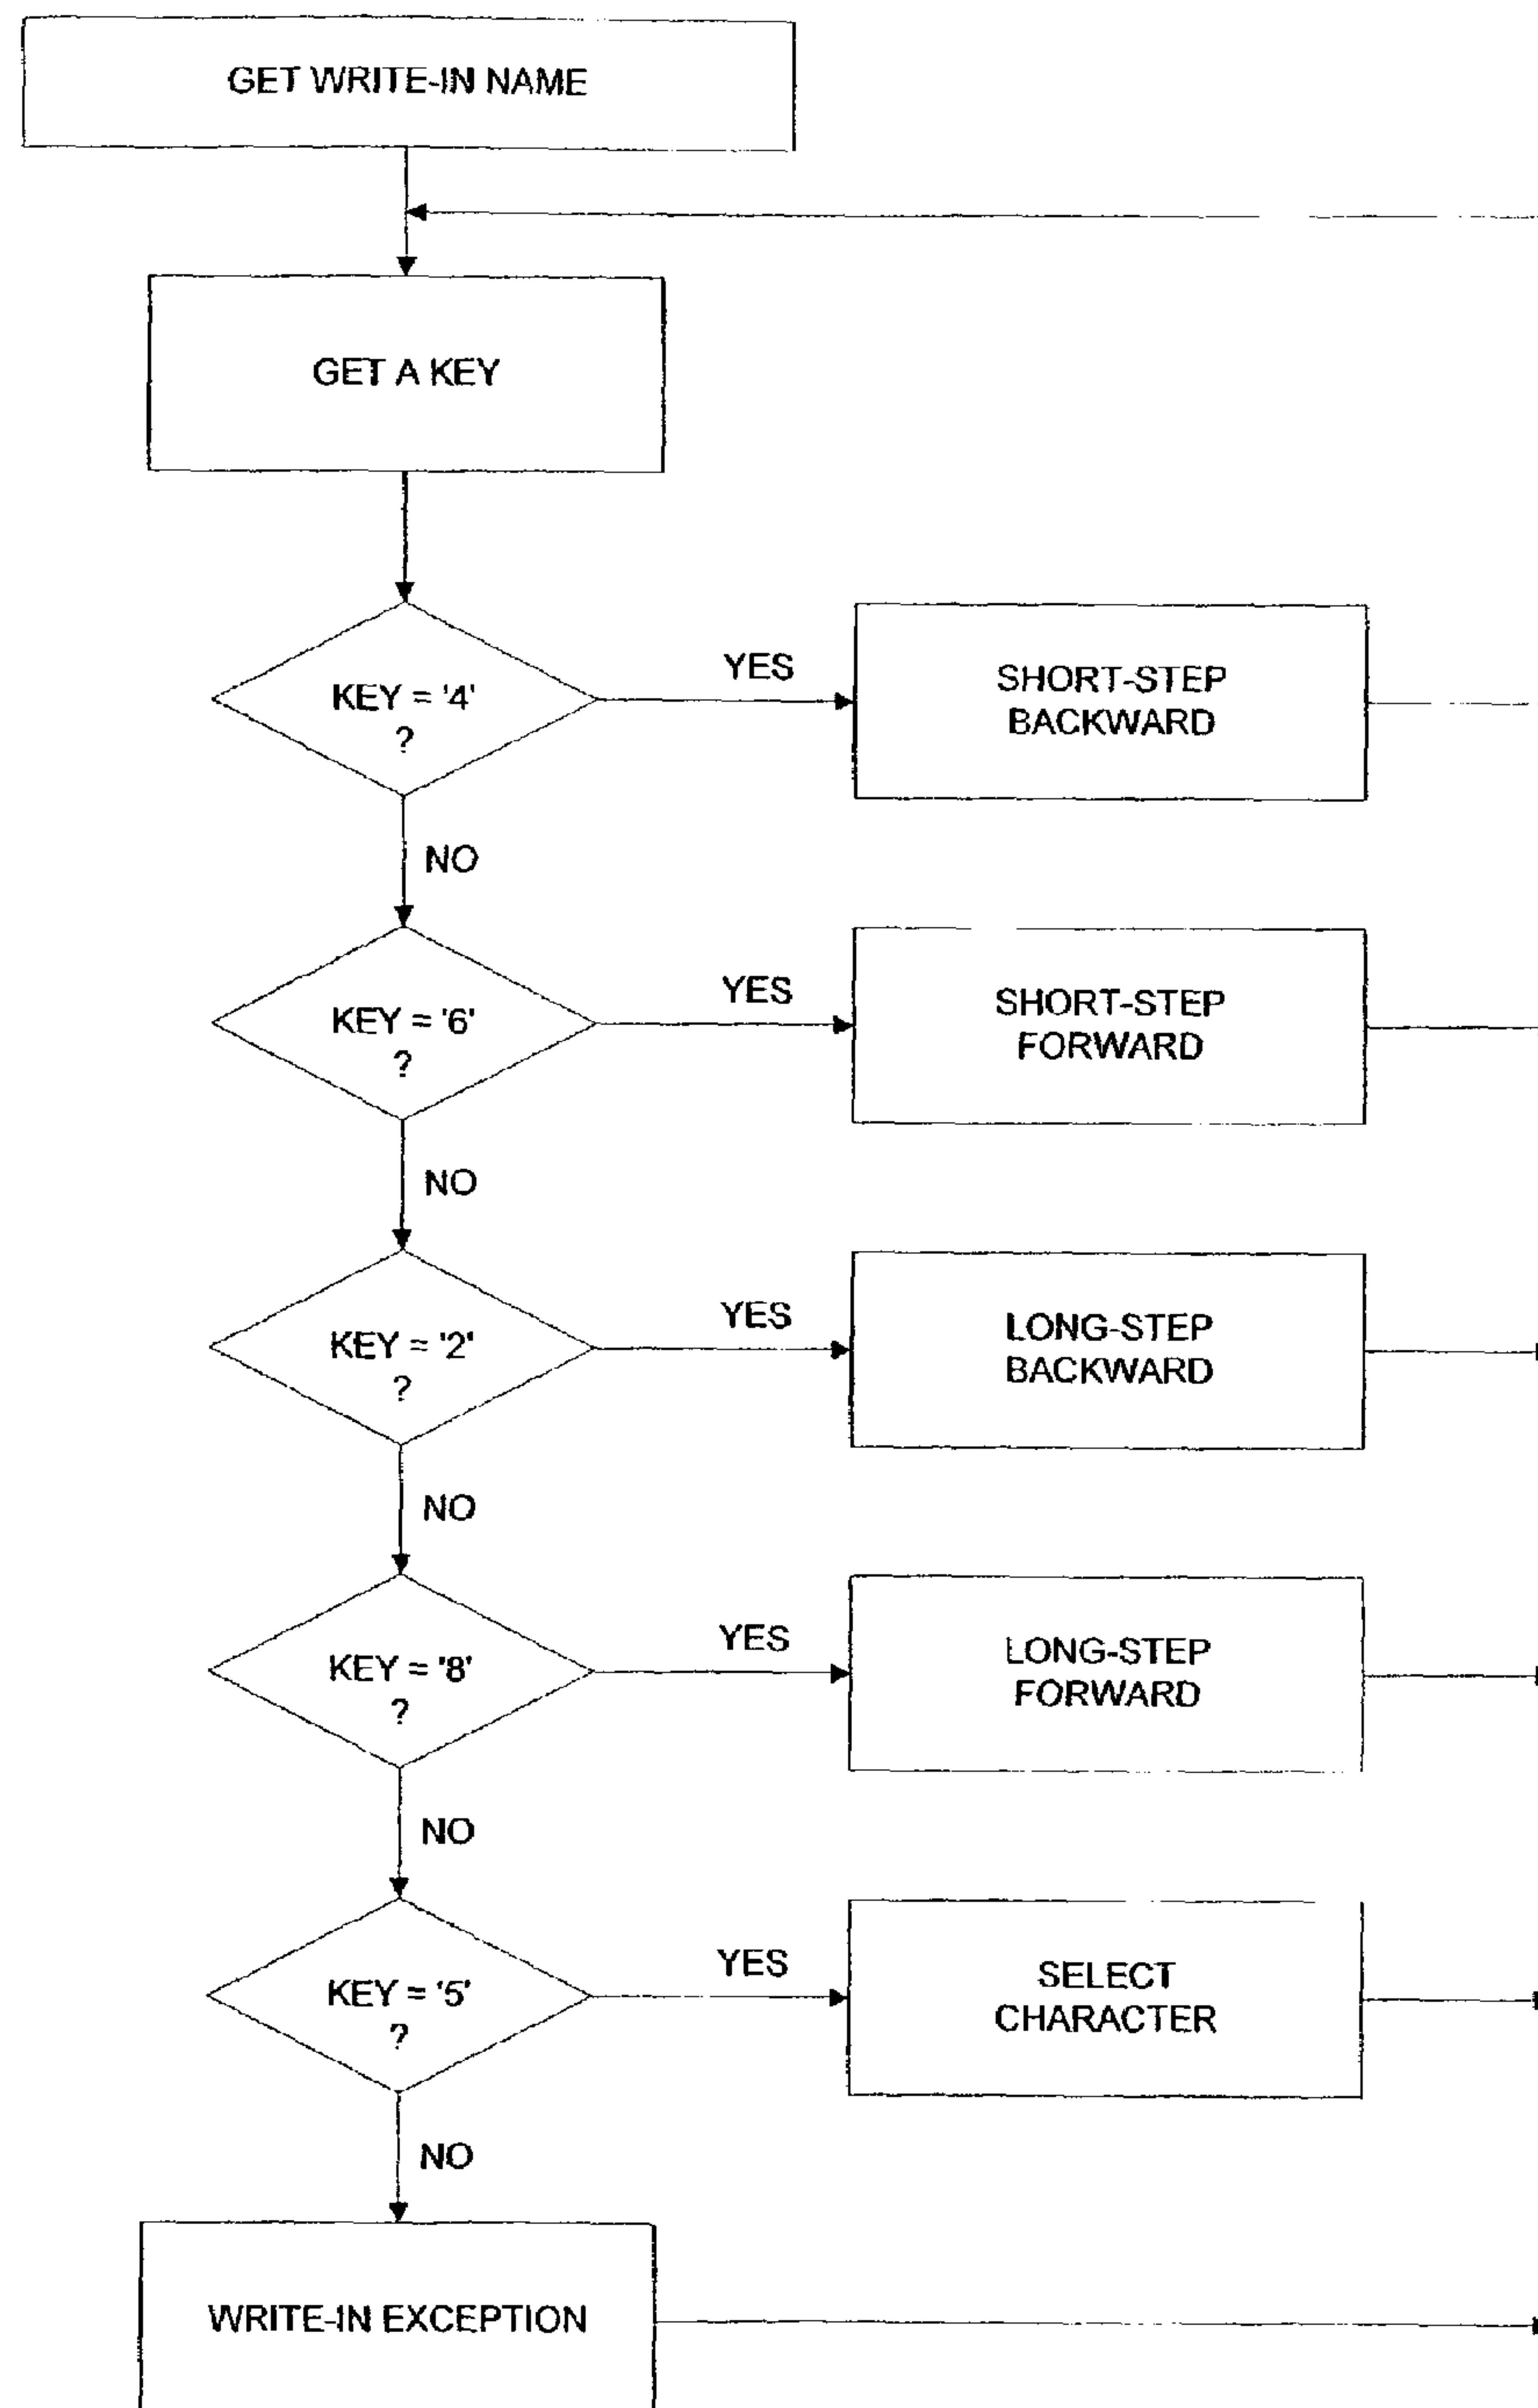 GET WRITE-IN NAME
GET A KEY
KEY = '4'
?
YES
SHORT-STEP
BACKWARD
NO
KEY = '6'
?
YES
SHORT-STEP
FORWARD
NO
KEY = '2'
?
YES
LONG-STEP
BACKWARD
NO
KEY = '8'
?
YES
LONG-STEP
FORWARD
NO
KEY = '5'
?
YES
SELECT
CHARACTER
NO
WRITE-IN EXCEPTION